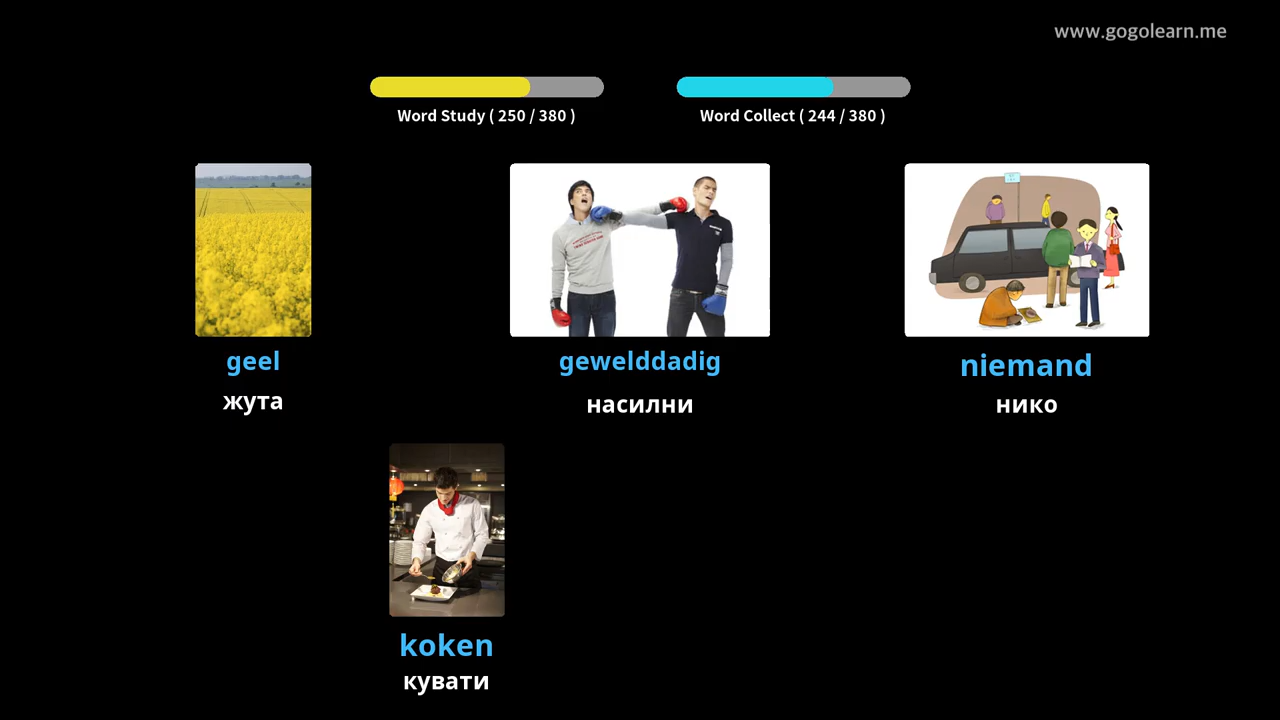 www.gogolearn.me
Word Study ( 250 / 380 )
Word Collect ( 244 / 380 )
geel
жута
gewelddadig
насилни
niemand
нико
koken
кувати